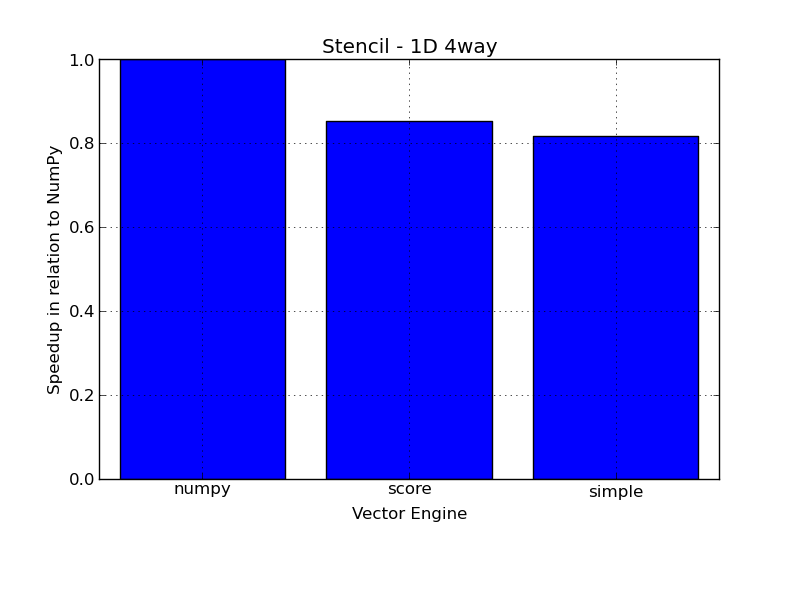 Stencil - 1D 4way
1.0
0.8
0.6
0.4
0.2
0.0
Speedup in relation to NumPy
numpy score simple
Vector Engine